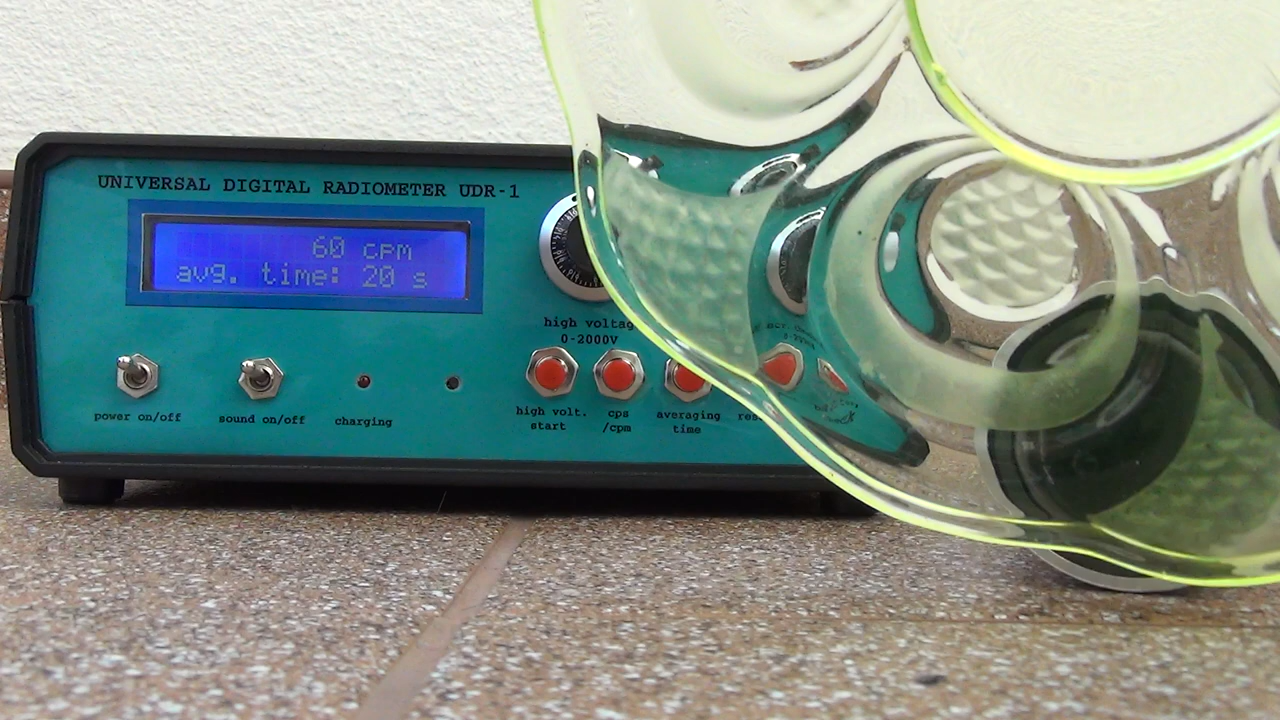 UNIVERSAL DIGITAL RADIOMETER UDR-1
60 cpm
avg. time: 20 s
high voltag
0-2000V
power on/off
sound on/off
charging
high volt.
start
cps
/cpm
averaging
time